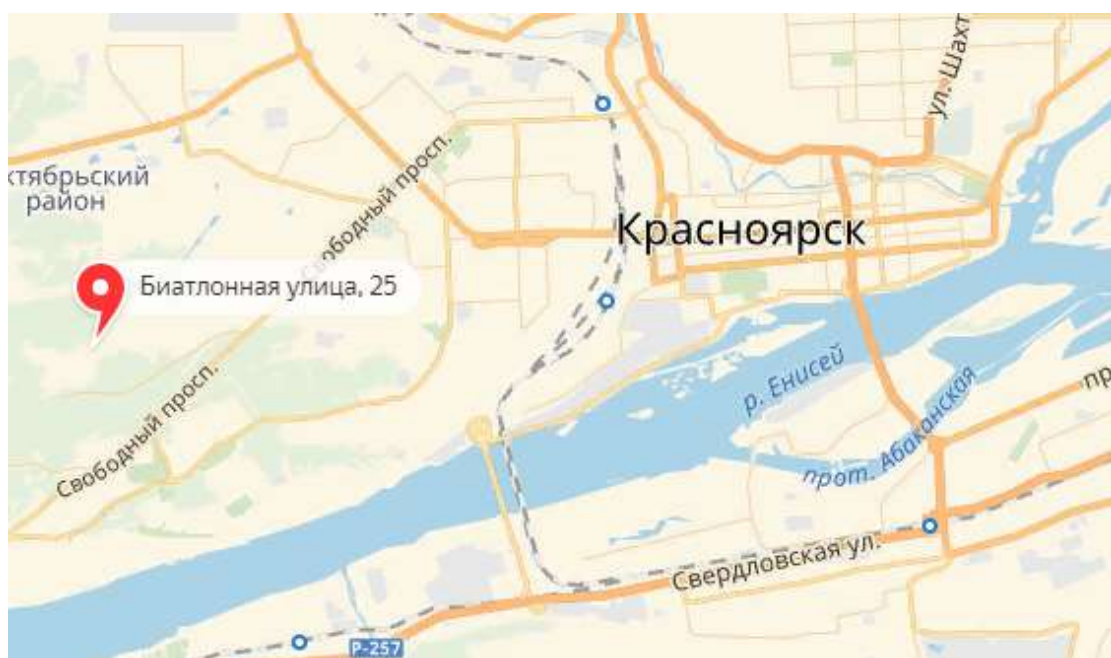 ул. Шахт
ктябрьский
район
Свободный просп.
Красноярск
Биатлонная улица, 25
р. Енисей
пр
Свободный просп.
прот. Абаканская
Свердловская ул.
Р-257